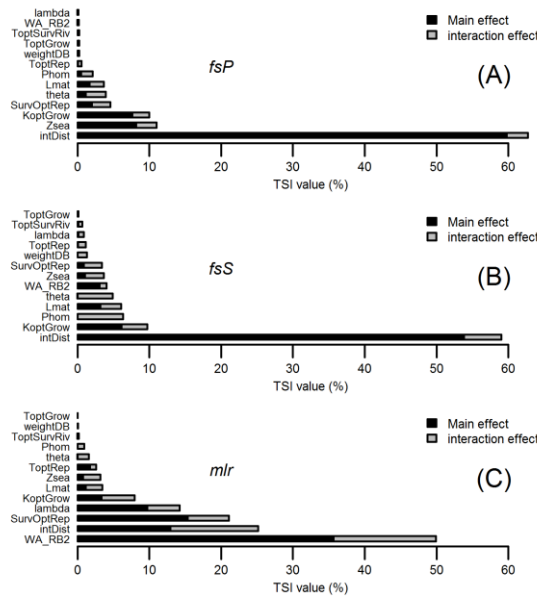 lambda
WA_RB2
ToptSurvRiv
ToptGrow
weightDB
ToptRep
Phom
Lmat
theta
SurvOptRep
KoptGrow
Zsea
intDist
fsP
Main effect
interaction effect
(A)
0 10 20 30 40 50 60
TSI value (%)
ToptGrow
ToptSurvRiv
lambda
ToptRep
weightDB
SurvOptRep
Zsea
WA_RB2
theta
Lmat
Phom
KoptGrow
intDist
fsS
Main effect
interaction effect
(B)
0 10 20 30 40 50 60
TSI value (%)
ToptGrow
weightDB
ToptSurvRiv
Phom
theta
ToptRep
Zsea
Lmat
KoptGrow
lambda
SurvOptRep
intDist
WA_RB2
mlr
Main effect
interaction effect
(C)
0 10 20 30 40 50 60
TSI value (%)